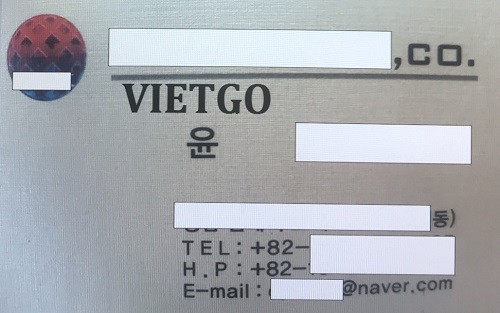 ,CO.
VIETGO
윤
동)
TEL:+82-
H.P:+82-
E-mail: @naver.com